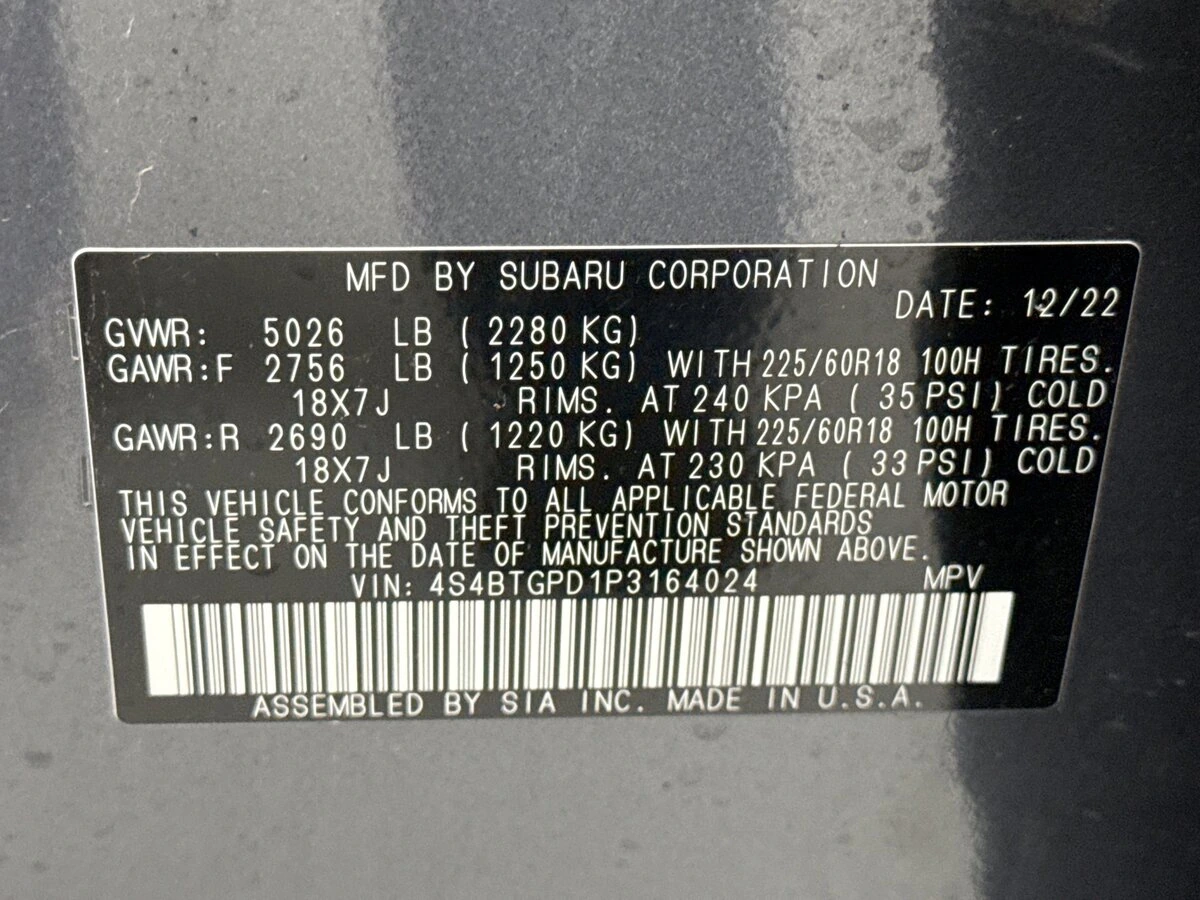 MFD BY SUBARU CORPORATION
DATE: 12/22
GVWR: 5026 LB ( 2280 KG)
GAWR:F 2756 LB ( 1250 KG) WITH 225/60R18 100H TIRES.
18X7J RIMS. AT 240 KPA ( 35 PSI) COLD
GAWR:R 2690 LB ( 1220 KG) WITH 225/60R18 100H TIRES.
18X7J RIMS. AT 230 KPA ( 33 PSI) COLD
THIS VEHICLE CONFORMS TO ALL APPLICABLE FEDERAL MOTOR
VEHICLE SAFETY AND THEFT PREVENTION STANDARDS
IN EFFECT ON THE DATE OF MANUFACTURE SHOWN ABOVE.
VIN: 4S4BTGPD1P3164024 MPV
ASSEMBLED BY SIA INC. MADE IN U.S.A.